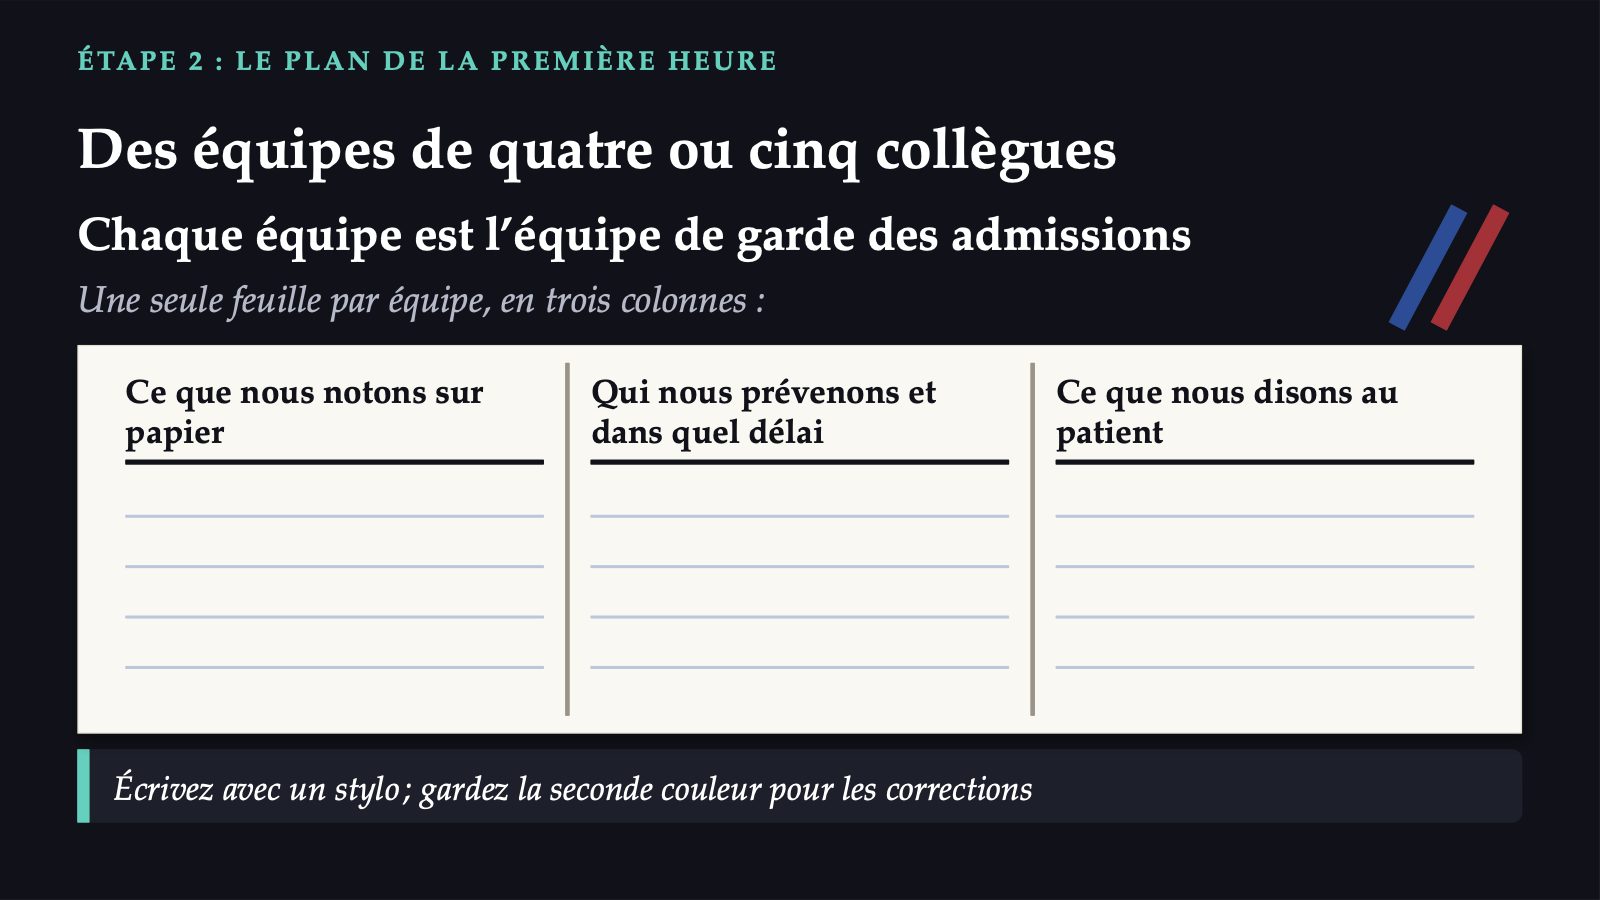 ÉTAPE 2 : LE PLAN DE LA PREMIÈRE HEURE
Des équipes de quatre ou cinq collègues
Chaque équipe est l’équipe de garde des admissions
Une seule feuille par équipe, en trois colonnes :
Ce que nous notons sur
papier
Qui nous prévenons et
dans quel délai
Ce que nous disons au
patient
Écrivez avec un stylo ; gardez la seconde couleur pour les corrections